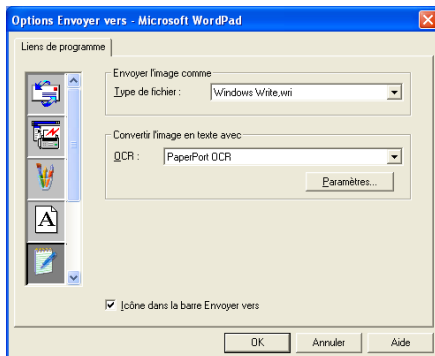 Options Envoyer vers - Microsoft WordPad
Liens de programme
Envoyer l'image comme
Type de fichier : Windows Write,wri
Convertir l'image en texte avec
OCR : PaperPort OCR
Paramètres...
A
Icône dans la barre Envoyer vers
OK Annuler Aide